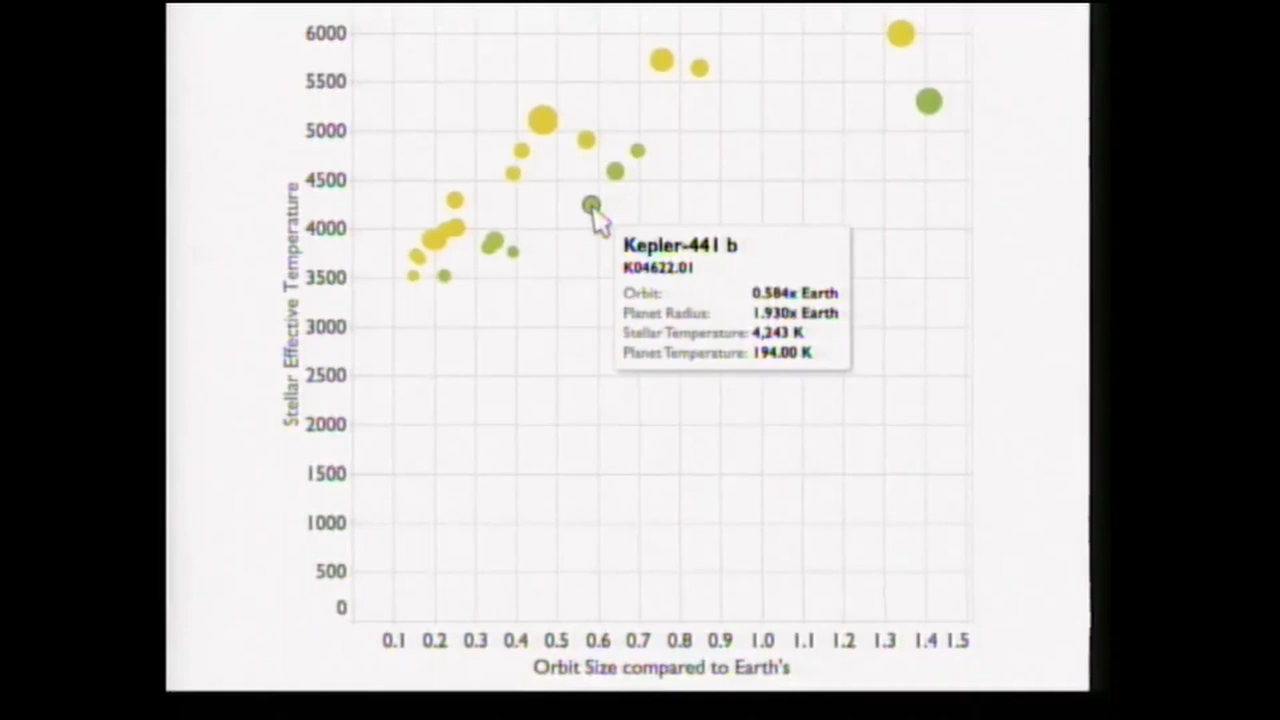 6000
5500
5000
4500
4000
3500
3000
2500
2000
1500
1000
500
0
Stellar Effective Temperature
Kepler-441 b
K04622.01
Orbit: 0.584x Earth
Planet Radius: 1.930x Earth
Stellar Temperature: 4,243 K
Planet Temperature: 194.00 K
0.1 0.2 0.3 0.4 0.5 0.6 0.7 0.8 0.9 1.0 1.1 1.2 1.3 1.4 1.5
Orbit Size compared to Earth's